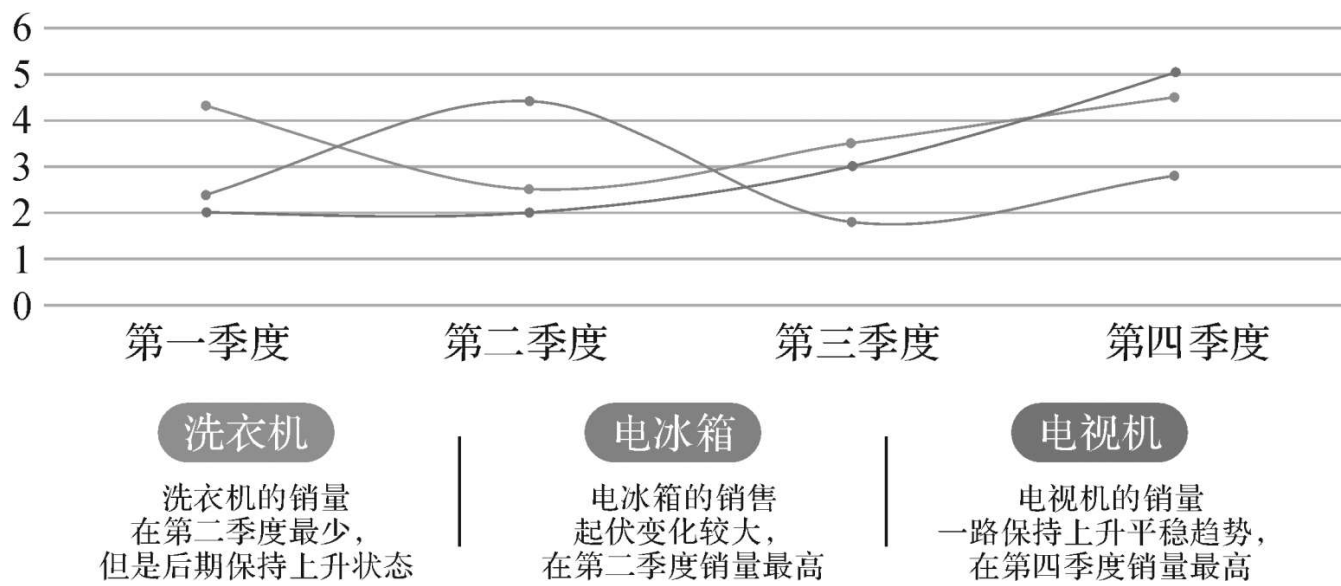 6
5
4
3
2
1
0
第一季度 第二季度 第三季度 第四季度
洗衣机
洗衣机的销量
在第二季度最少，
但是后期保持上升状态
电冰箱
电冰箱的销售
起伏变化较大，
在第二季度销量最高
电视机
电视机的销量
一路保持上升平稳趋势，
在第四季度销量最高